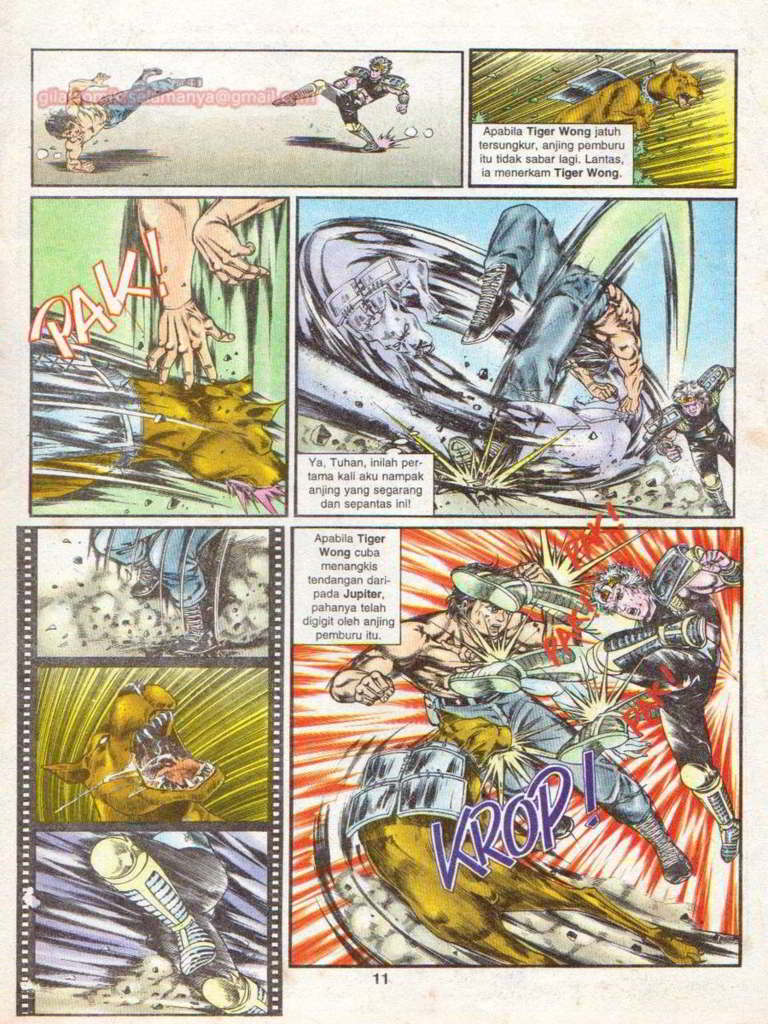 Apabila Tiger Wong jatuh
tersungkur, anjing pemburu
itu tidak sabar lagi. Lantas,
ia menerkam Tiger Wong.
PAK!
Ya, Tuhan, inilah per-
tama kali aku nampak
anjing yang segarang
dan sepantas ini!
Apabila Tiger
Wong cuba
menangkis
tendangan dari-
pada Jupiter,
pahanya telah
digigit oleh anjing
pemburu itu.
PAK!
PAK!
PAK!
KROP!
11